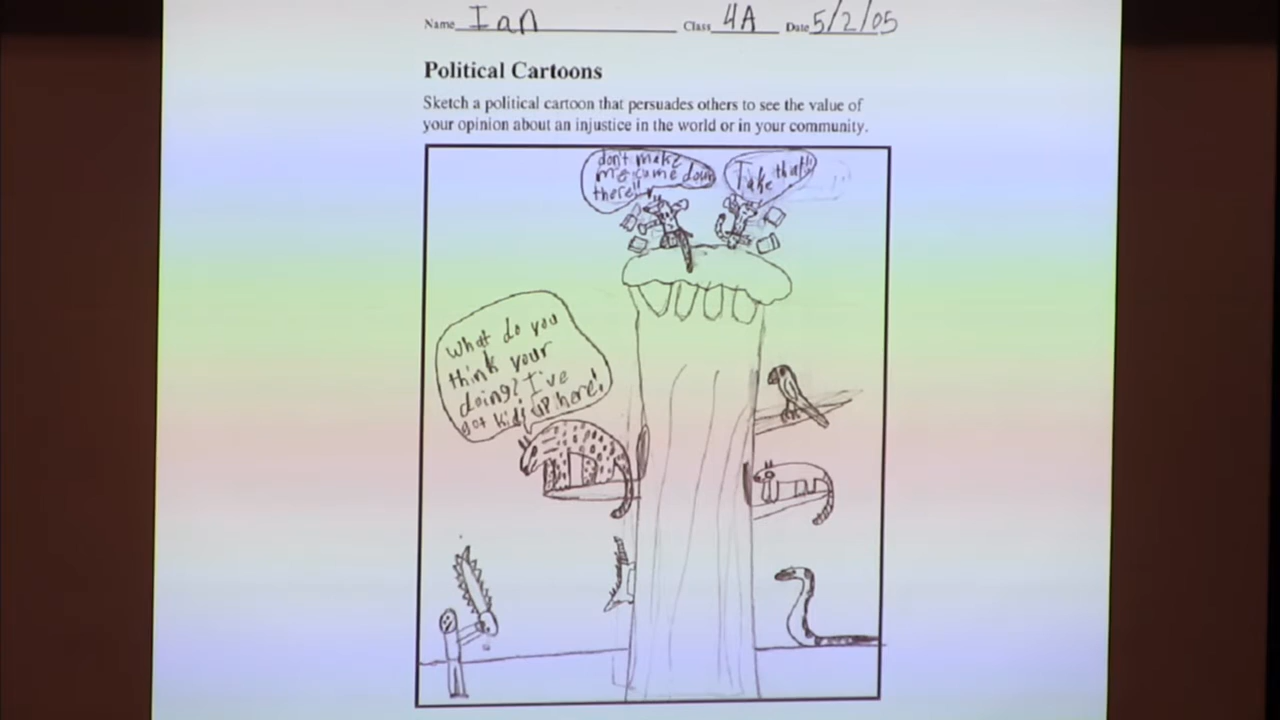 Name Ian Class 4A Date 5/2/05
Political Cartoons
Sketch a political cartoon that persuades others to see the value of
your opinion about an injustice in the world or in your community.
don't make
me come down
there!!
Take that!!
What do you
think your
doing? I've
got kids up here!